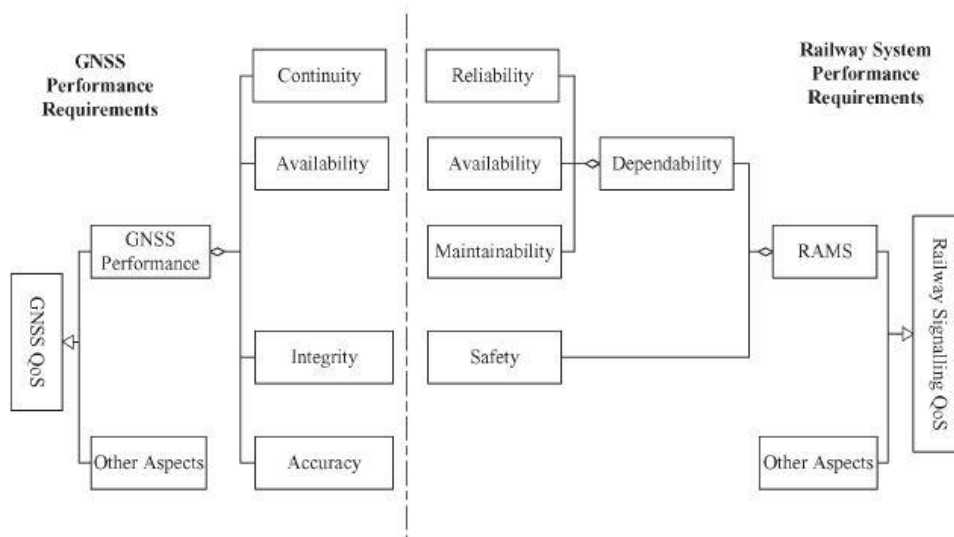 GNSS
Performance
Requirements
Continuity
Availability
GNSS
Performance
GNSS QoS
Integrity
Other Aspects
Accuracy
Railway System
Performance
Requirements
Reliability
Availability
Dependability
Maintainability
RAMS
Safety
Other Aspects
Railway Signalling QoS